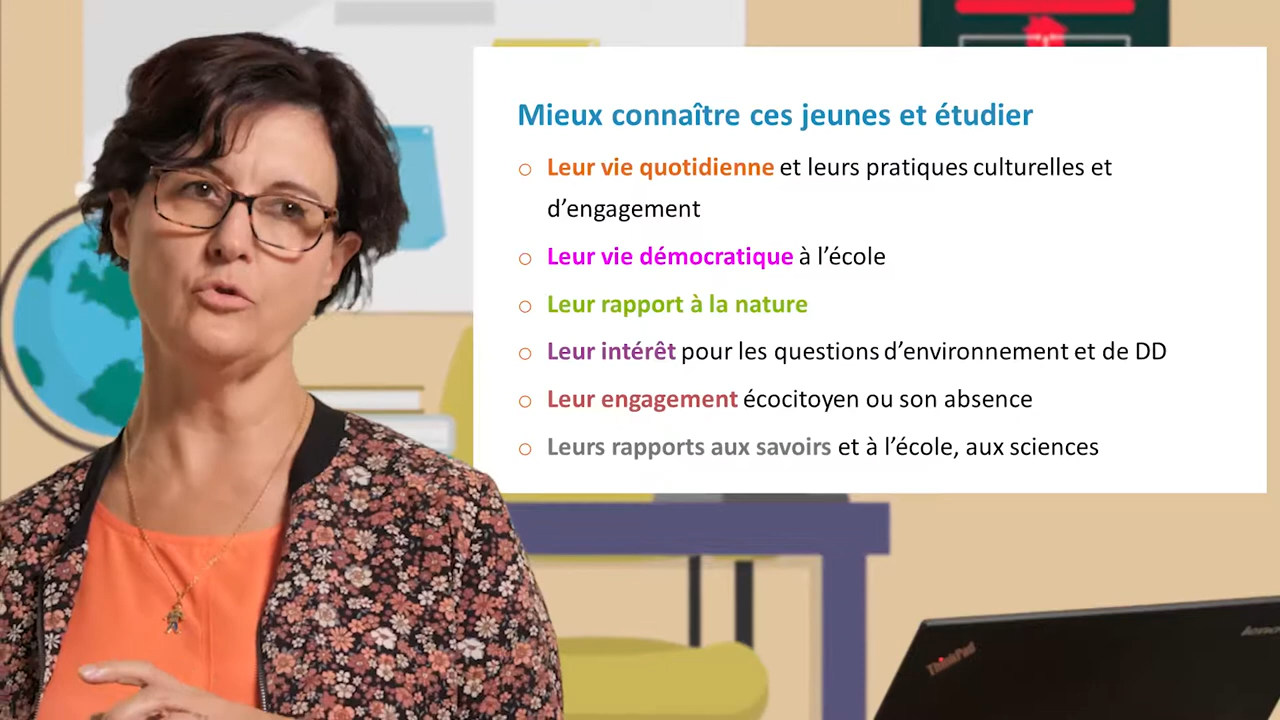 Mieux connaître ces jeunes et étudier
○ Leur vie quotidienne et leurs pratiques culturelles et
d’engagement
○ Leur vie démocratique à l’école
○ Leur rapport à la nature
○ Leur intérêt pour les questions d’environnement et de DD
○ Leur engagement écocitoyen ou son absence
○ Leurs rapports aux savoirs et à l’école, aux sciences
ThinkPad
lenovo